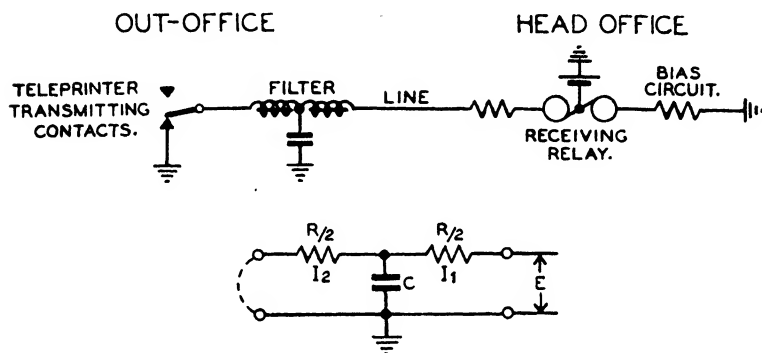 OUT-OFFICE
HEAD OFFICE
TELEPRINTER
TRANSMITTING
CONTACTS.
FILTER
LINE
RECEIVING
RELAY.
BIAS
CIRCUIT.
R/2
R/2
I2
C
I1
E